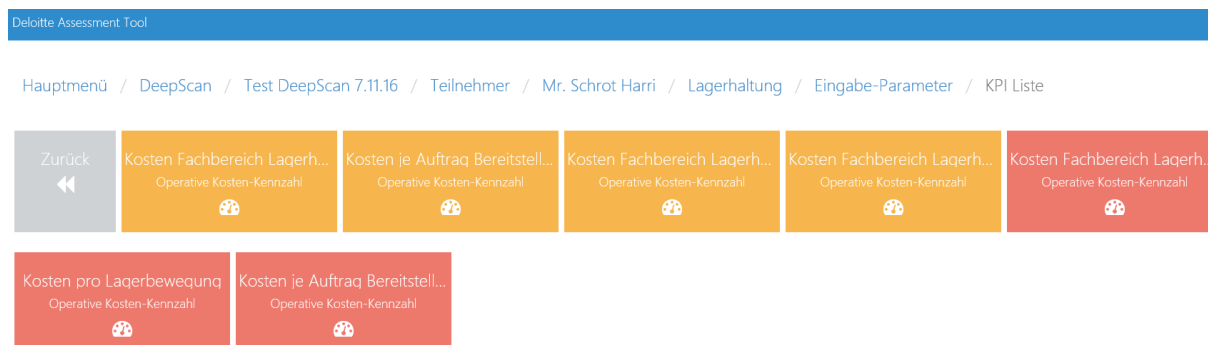 Deloitte Assessment Tool
Hauptmenü / DeepScan / Test DeepScan 7.11.16 / Teilnehmer / Mr. Schrot Harri / Lagerhaltung / Eingabe-Parameter / KPI Liste
Zurück
Kosten Fachbereich Lagerh...
Operative Kosten-Kennzahl
Kosten je Auftrag Bereitstell...
Operative Kosten-Kennzahl
Kosten Fachbereich Lagerh...
Operative Kosten-Kennzahl
Kosten Fachbereich Lagerh...
Operative Kosten-Kennzahl
Kosten Fachbereich Lagerh...
Operative Kosten-Kennzahl
Kosten pro Lagerbewegung
Operative Kosten-Kennzahl
Kosten je Auftrag Bereitstell...
Operative Kosten-Kennzahl